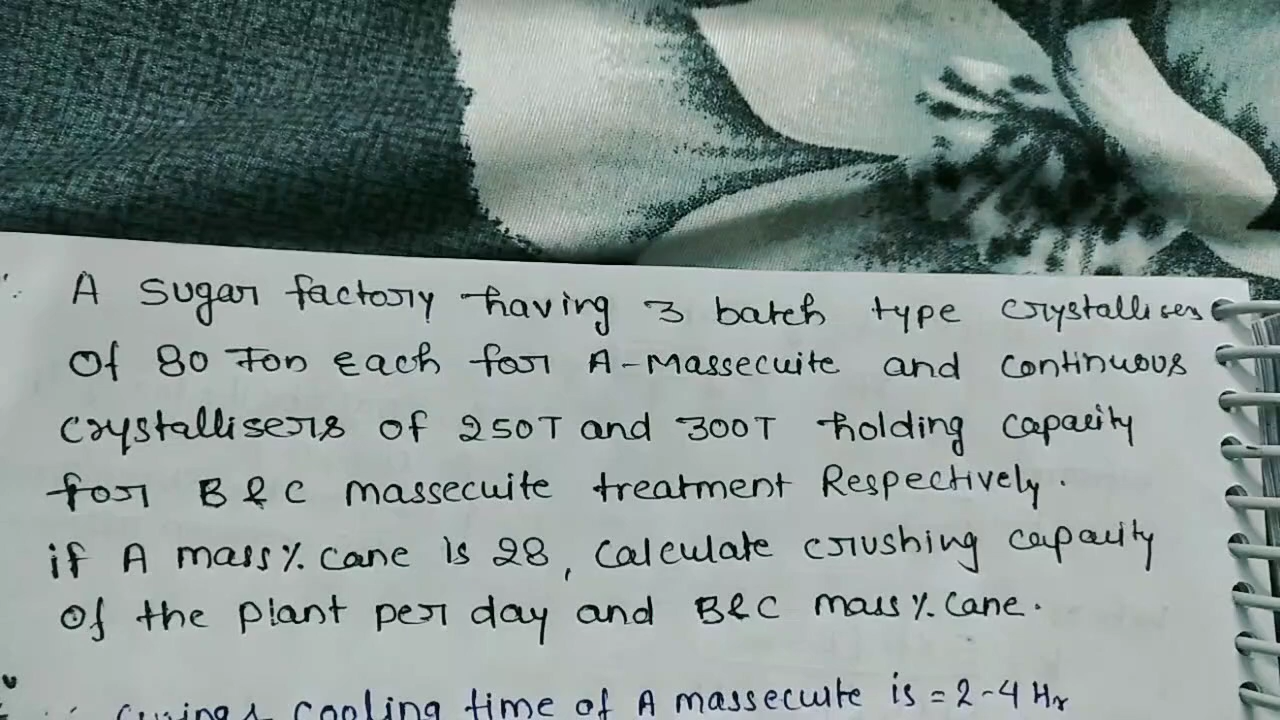 A Sugar factory having 3 batch type crystallisers
Of 80 Ton Each for A-Massecuite and continuous
crystallisers of 250T and 300T holding capacity
for B & C massecuite treatment Respectively.
if A mass% cane is 28, calculate crushing capacity
Of the plant per day and B&C mass% cane.
cooling time of A massecuite is = 2-4 Hr